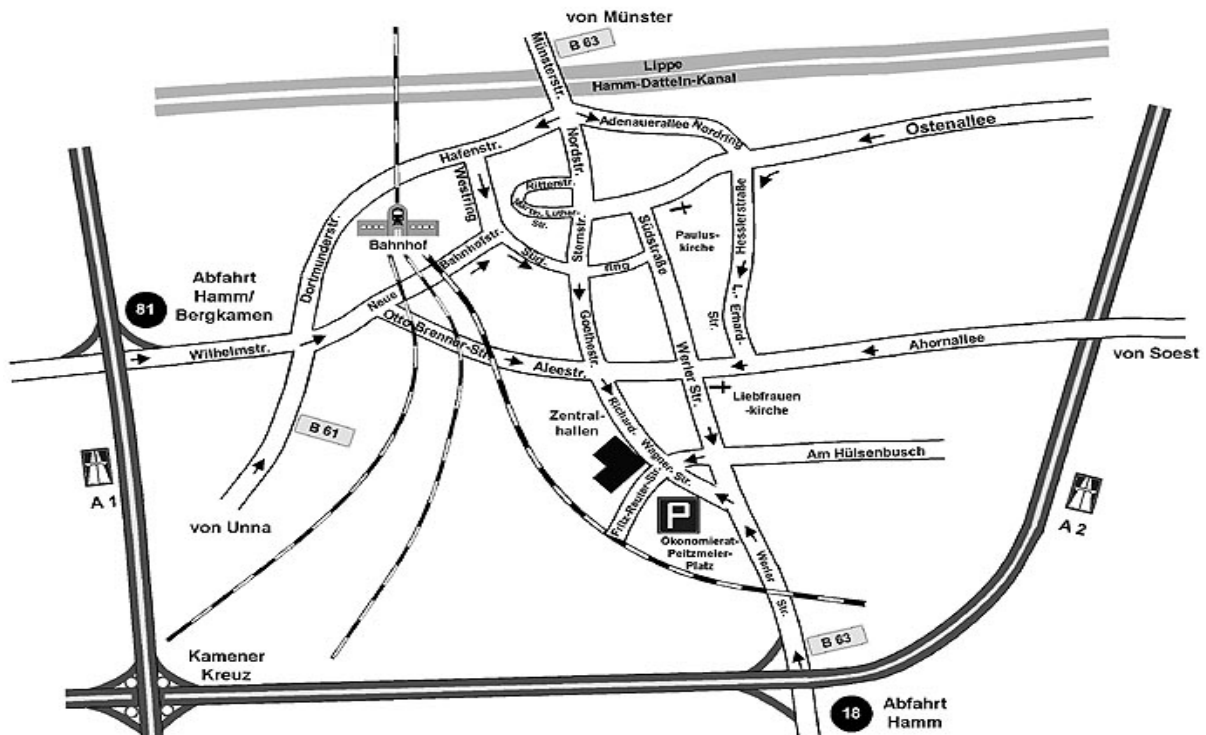 von Münster
B 63
Münsterstr.
Lippe
Hamm-Datteln-Kanal
Adenauerallee
Nordring
Ostenallee
Hafenstr.
Nordstr.
Westring
Ritterstr.
Martin-Luther-
Str.
Hesslerstraße
Paulus-
kirche
Südstraße
Sternstr.
Bahnhof
Dortmunderstr.
Neue
Bahnhofstr.
Süd-
ring
Abfahrt
Hamm/
Bergkamen
81
L.- Erhard-
Str.
Otto-Brenner-Str.
Goethestr.
Wilhelmstr.
Aleestr.
Werler Str.
Ahornallee
von Soest
Liebfrauen
-kirche
Zentral-
hallen
Richard-
Wagner-Str.
B 61
Am Hülsenbusch
A 1
von Unna
Fritz-Reuter-Str.
P
Ökonomierat-
Peitzmeier-
Platz
A 2
Werler
Str.
B 63
Kamener
Kreuz
18
Abfahrt
Hamm